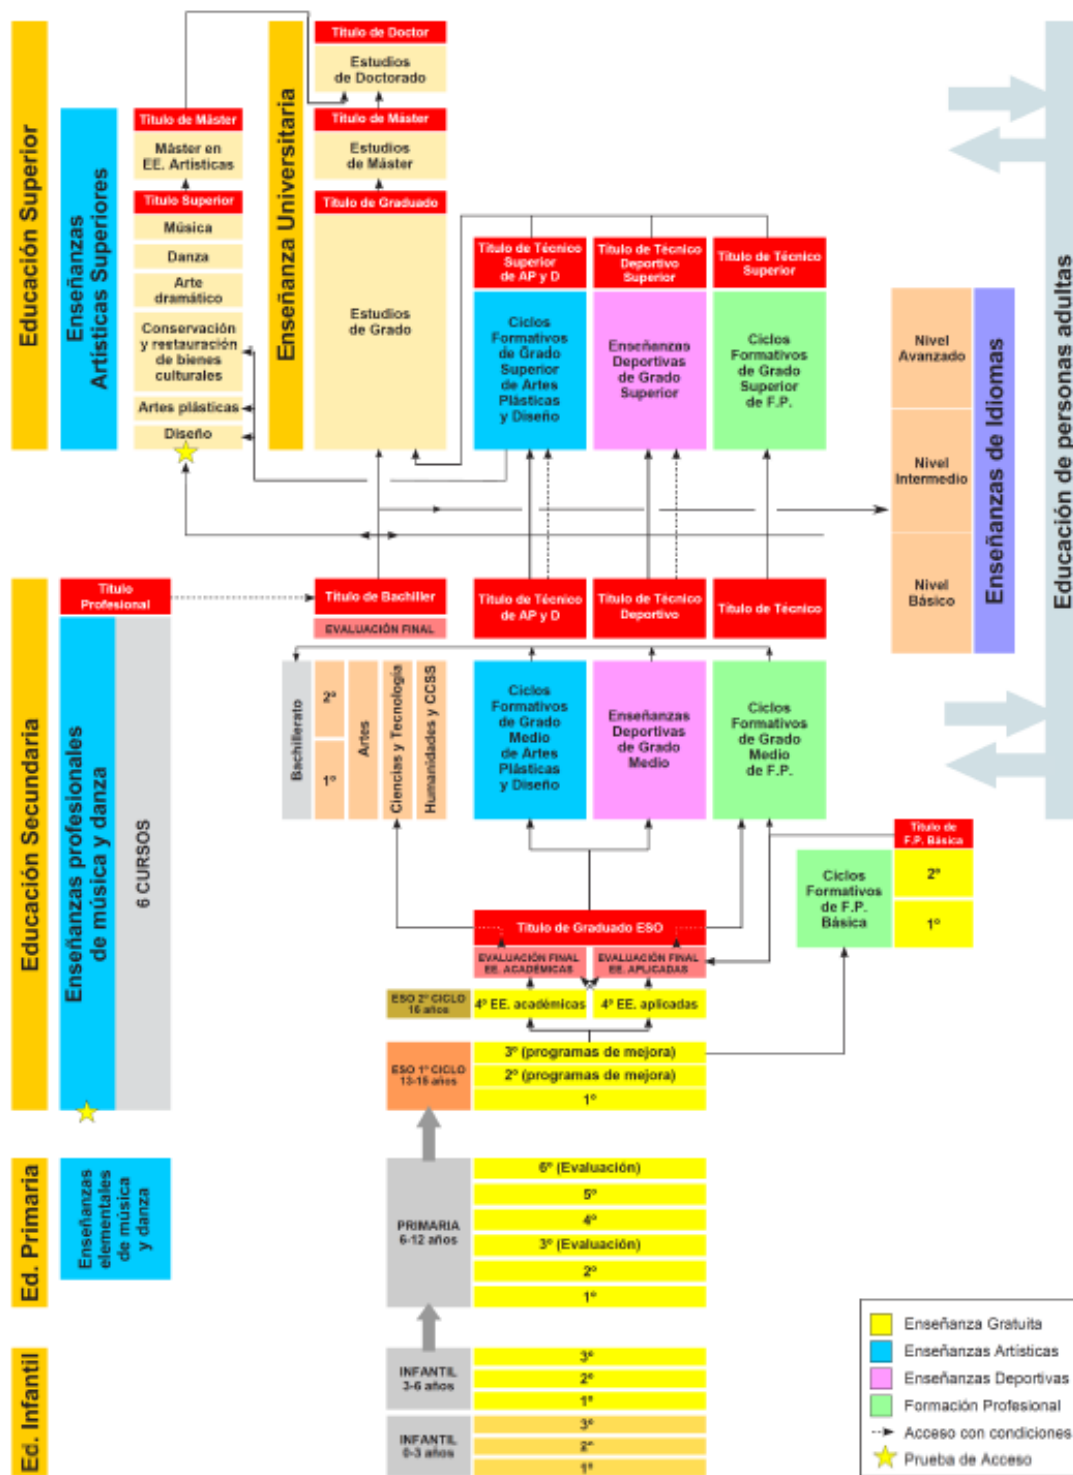 Educación Superior
Enseñanzas
Artísticas Superiores
Título de Máster
Máster en
EE. Artísticas
Título Superior
Música
Danza
Arte
dramático
Conservación
y restauración
de bienes
culturales
Artes plásticas
Diseño
Enseñanza Universitaria
Título de Doctor
Estudios
de Doctorado
Título de Máster
Estudios
de Máster
Título de Graduado
Estudios
de Grado
Título de Técnico
Superior
de AP y D
Ciclos
Formativos
de Grado
Superior
de Artes
Plásticas
y Diseño
Título de Técnico
Deportivo
Superior
Enseñanzas
Deportivas
de Grado
Superior
Título de Técnico
Superior
Ciclos
Formativos
de Grado
Superior
de F.P.
Nivel
Avanzado
Nivel
Intermedio
Nivel
Básico
Enseñanzas de Idiomas
Educación de personas adultas
Educación Secundaria
Título
Profesional
Enseñanzas profesionales
de música y danza
6 CURSOS
Título de Bachiller
EVALUACIÓN FINAL
Bachillerato
2º
1º
Artes
Ciencias y Tecnología
Humanidades y CCSS
Título de Técnico
de AP y D
Ciclos
Formativos
de Grado
Medio
de Artes
Plásticas
y Diseño
Título de Técnico
Deportivo
Enseñanzas
Deportivas
de Grado
Medio
Título de Técnico
Ciclos
Formativos
de Grado
Medio
de F.P.
Título de
F.P. Básica
Ciclos
Formativos
de F.P.
Básica
2º
1º
Título de Graduado ESO
EVALUACIÓN FINAL
EE. ACADÉMICAS
EVALUACIÓN FINAL
EE. APLICADAS
ESO 2º CICLO
16 años
4º EE. académicas
4º EE. aplicadas
ESO 1º CICLO
13-15 años
3º (programas de mejora)
2º (programas de mejora)
1º
Ed. Primaria
Enseñanzas
elementales
de música
y danza
PRIMARIA
6-12 años
6º (Evaluación)
5º
4º
3º (Evaluación)
2º
1º
Ed. Infantil
INFANTIL
3-6 años
3º
2º
1º
INFANTIL
0-3 años
3º
2º
1º
Enseñanza Gratuita
Enseñanzas Artísticas
Enseñanzas Deportivas
Formación Profesional
Acceso con condiciones
Prueba de Acceso